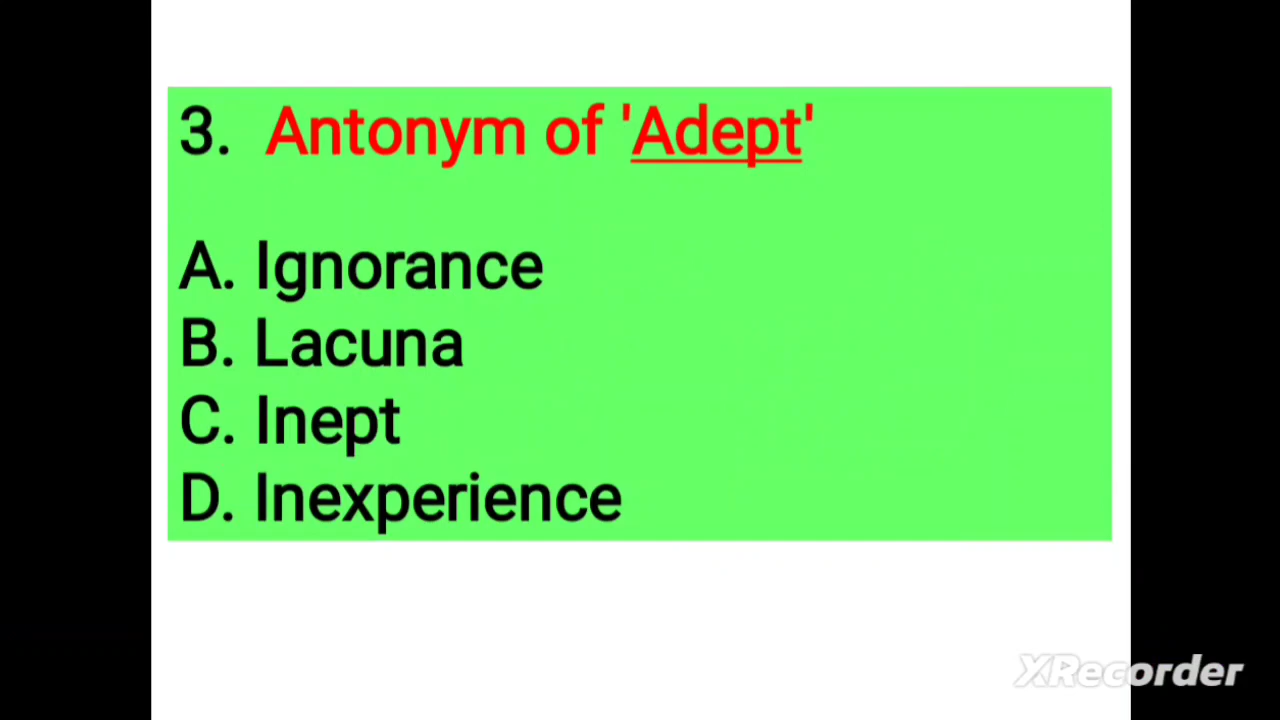 3. Antonym of 'Adept'
A. Ignorance
B. Lacuna
C. Inept
D. Inexperience
XRecorder